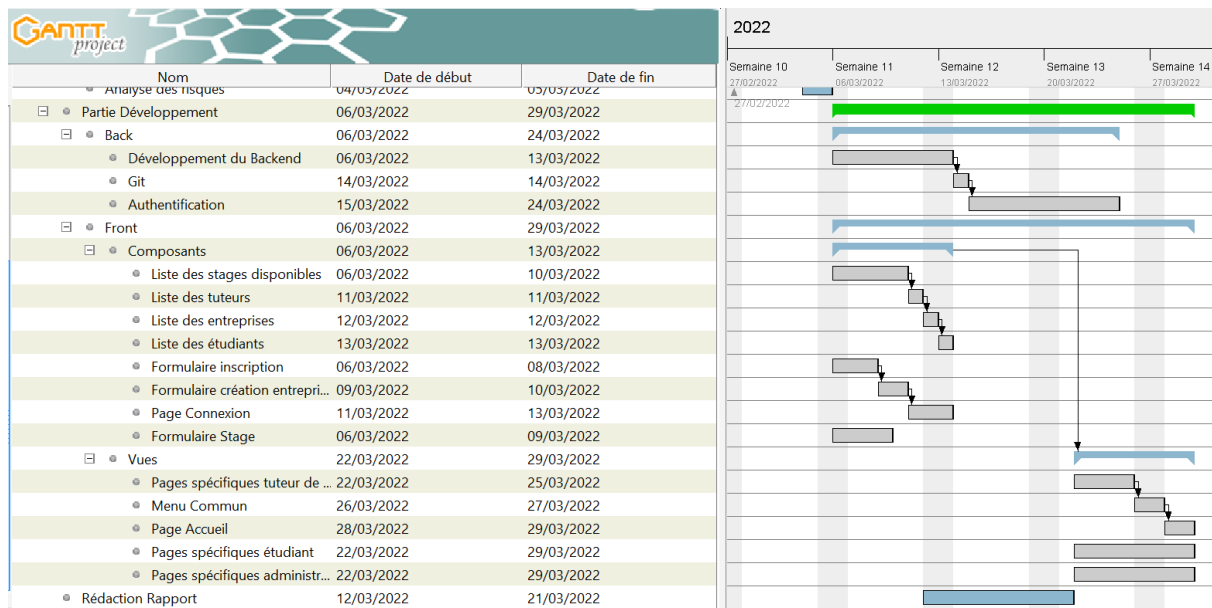 GANTT
project
2022
Semaine 10 Semaine 11 Semaine 12 Semaine 13 Semaine 14
27/02/2022 06/03/2022 13/03/2022 20/03/2022 27/03/2022
27/02/2022
Nom Date de début Date de fin
Analyse des risques 04/03/2022 05/03/2022
Partie Développement 06/03/2022 29/03/2022
Back 06/03/2022 24/03/2022
Développement du Backend 06/03/2022 13/03/2022
Git 14/03/2022 14/03/2022
Authentification 15/03/2022 24/03/2022
Front 06/03/2022 29/03/2022
Composants 06/03/2022 13/03/2022
Liste des stages disponibles 06/03/2022 10/03/2022
Liste des tuteurs 11/03/2022 11/03/2022
Liste des entreprises 12/03/2022 12/03/2022
Liste des étudiants 13/03/2022 13/03/2022
Formulaire inscription 06/03/2022 08/03/2022
Formulaire création entrepri... 09/03/2022 10/03/2022
Page Connexion 11/03/2022 13/03/2022
Formulaire Stage 06/03/2022 09/03/2022
Vues 22/03/2022 29/03/2022
Pages spécifiques tuteur de ... 22/03/2022 25/03/2022
Menu Commun 26/03/2022 27/03/2022
Page Accueil 28/03/2022 29/03/2022
Pages spécifiques étudiant 22/03/2022 29/03/2022
Pages spécifiques administr... 22/03/2022 29/03/2022
Rédaction Rapport 12/03/2022 21/03/2022